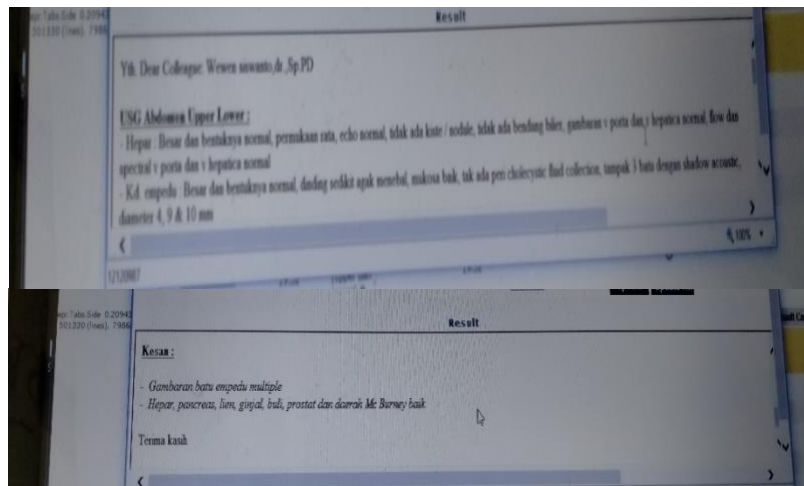 Result
Yth. Dear Colleague: Wewen suwanto,dr ,Sp.PD
USG Abdomen Upper Lower :
- Hepar : Besar dan bentuknya normal, permukaan rata, echo normal, tidak ada kiste / nodule, tidak ada bendung bilier, gambaran v porta dan v hepatica normal, flow dan
spectral v porta dan v hepatica normal
- Kd. empedu : Besar dan bentuknya normal, dinding sedikit agak menebal, mukosa baik, tak ada peri cholecystic fluid collection, tampak 3 batu dengan shadow acoustic,
diameter 4, 9 & 10 mm
100%
12120987
Result
Kesan :
- Gambaran batu empedu multiple
- Hepar, pancreas, lien, ginjal, buli, prostat dan daerah Mc Burney baik
Terima kasih